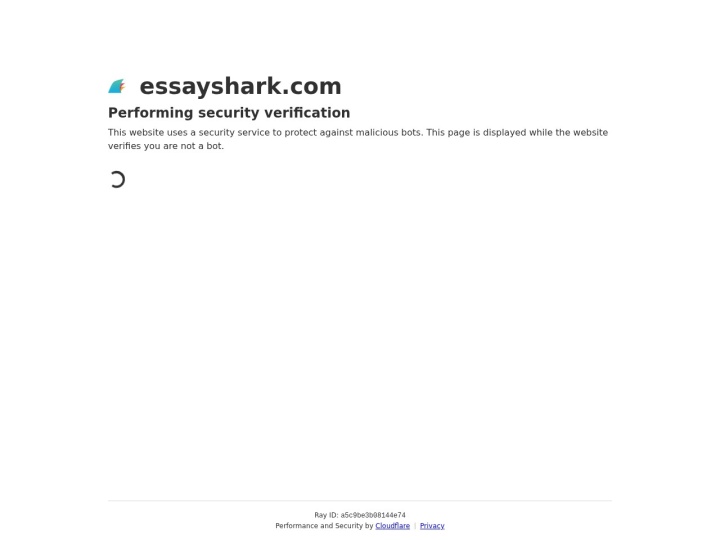 essayshark.com
Performing security verification
This website uses a security service to protect against malicious bots. This page is displayed while the website
verifies you are not a bot.
Ray ID: a5c9be3b08144e74
Performance and Security by Cloudflare | Privacy